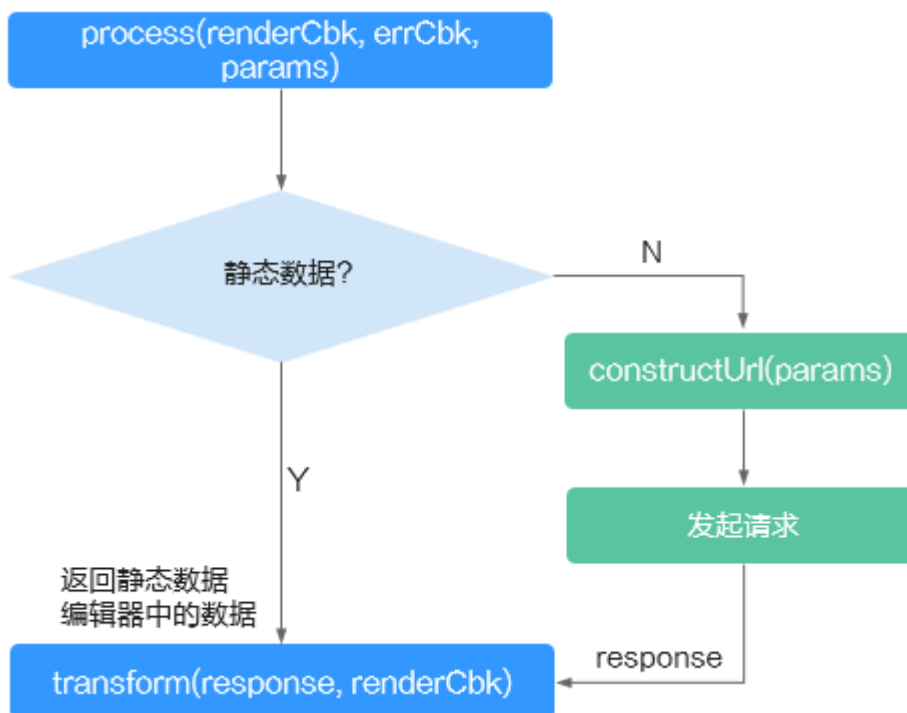 process(renderCbk, errCbk,
params)
静态数据?
N
constructUrl(params)
Y
发起请求
返回静态数据
编辑器中的数据
response
transform(response, renderCbk)